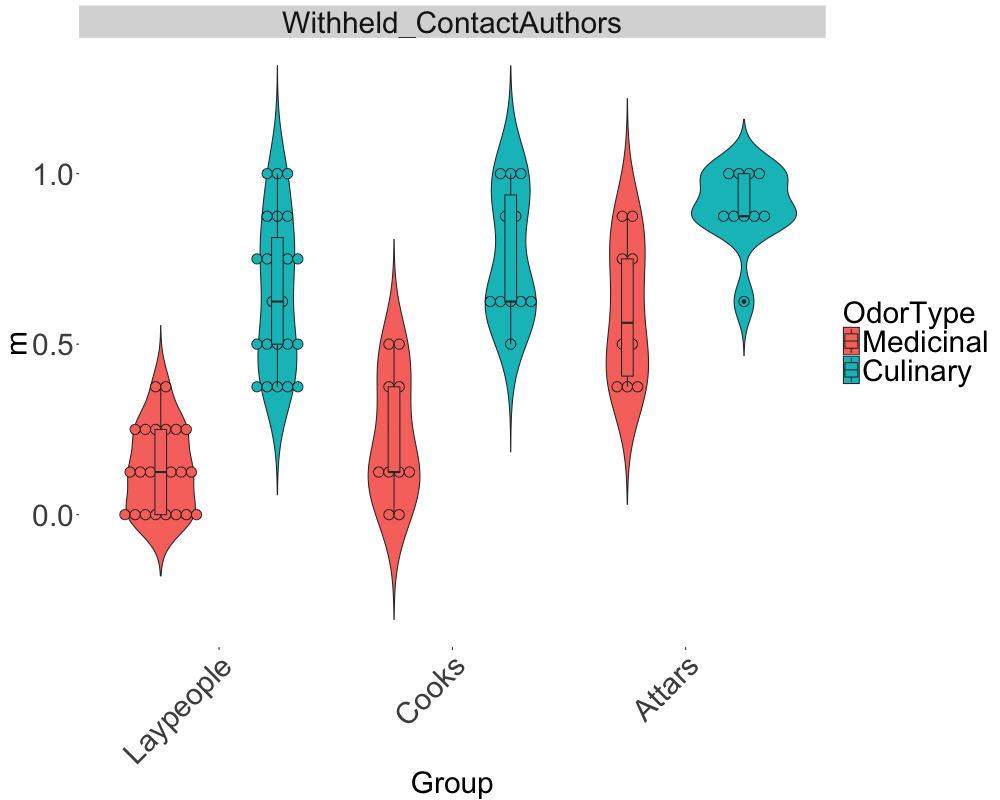 Withheld_ContactAuthors
1.0
0.5
0.0
m
Laypeople
Cooks
Attars
Group
OdorType
Medicinal
Culinary